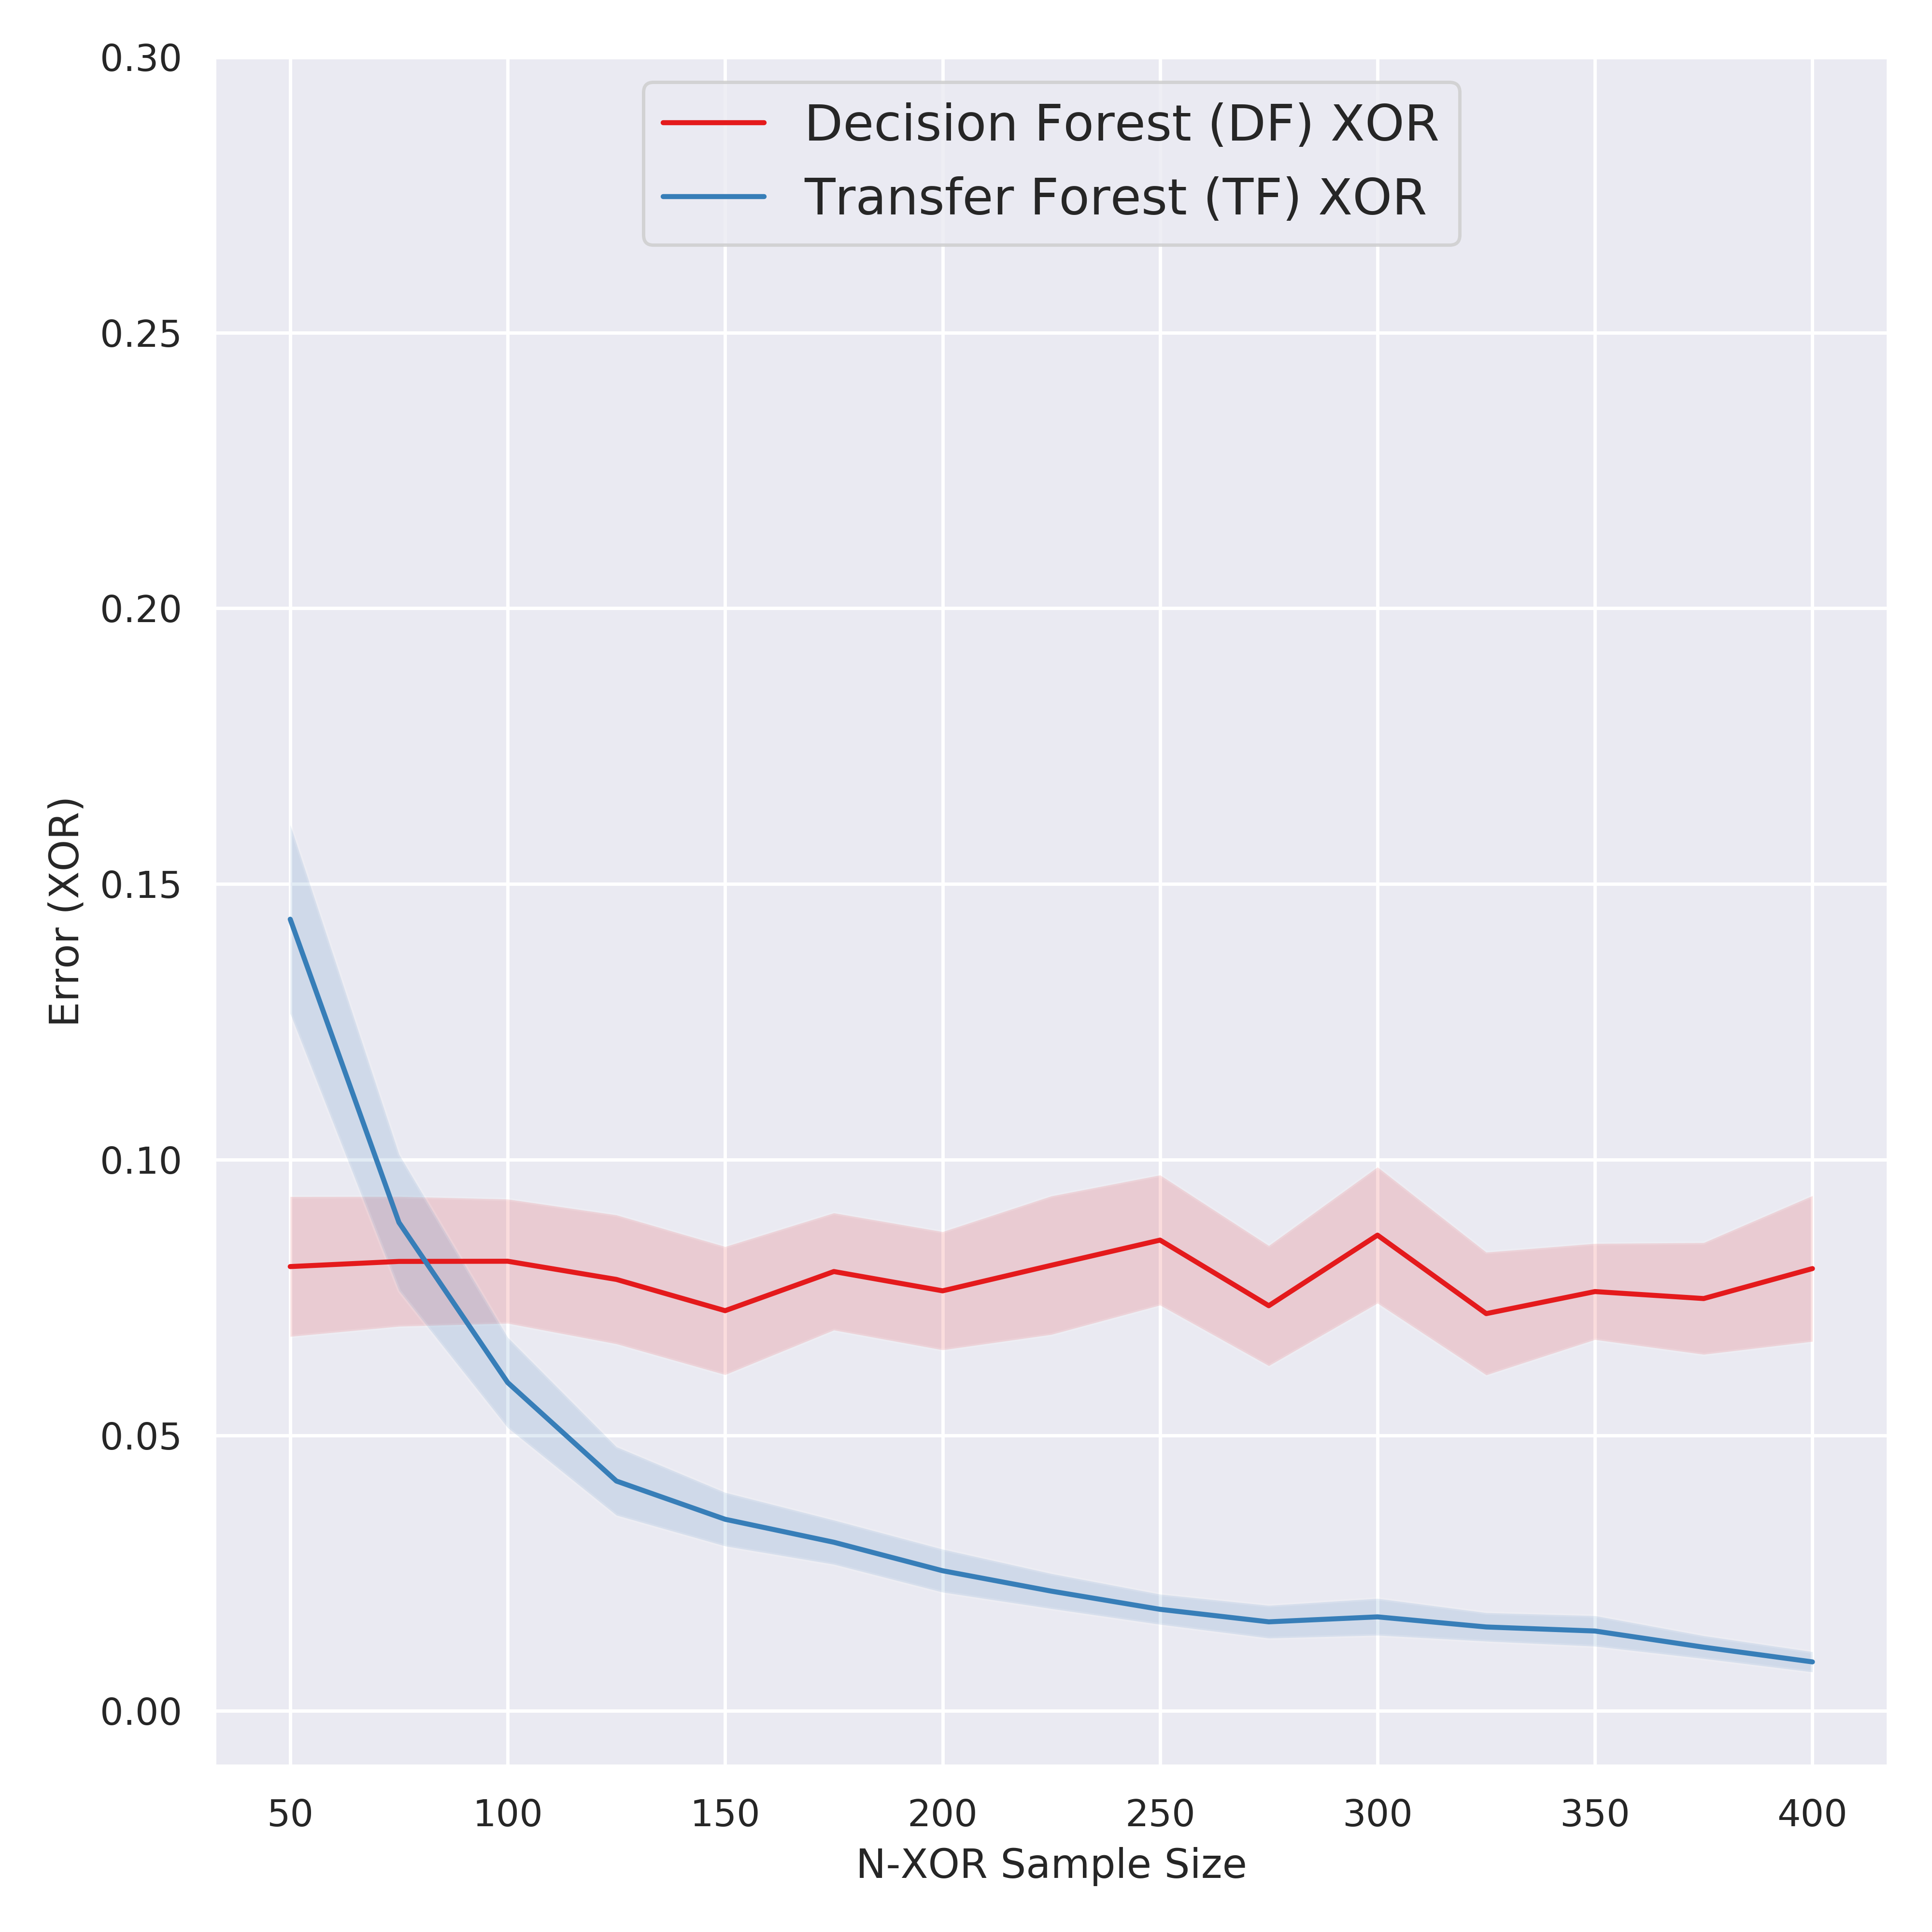 0.30
0.25
0.20
0.15
0.10
0.05
0.00
Error (XOR)
Decision Forest (DF) XOR
Transfer Forest (TF) XOR
50 100 150 200 250 300 350 400
N-XOR Sample Size